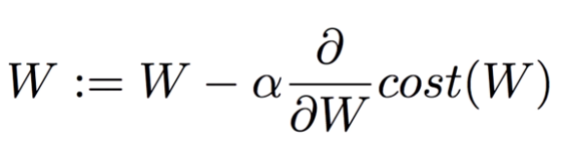 W := W − α ∂/∂W cost(W)